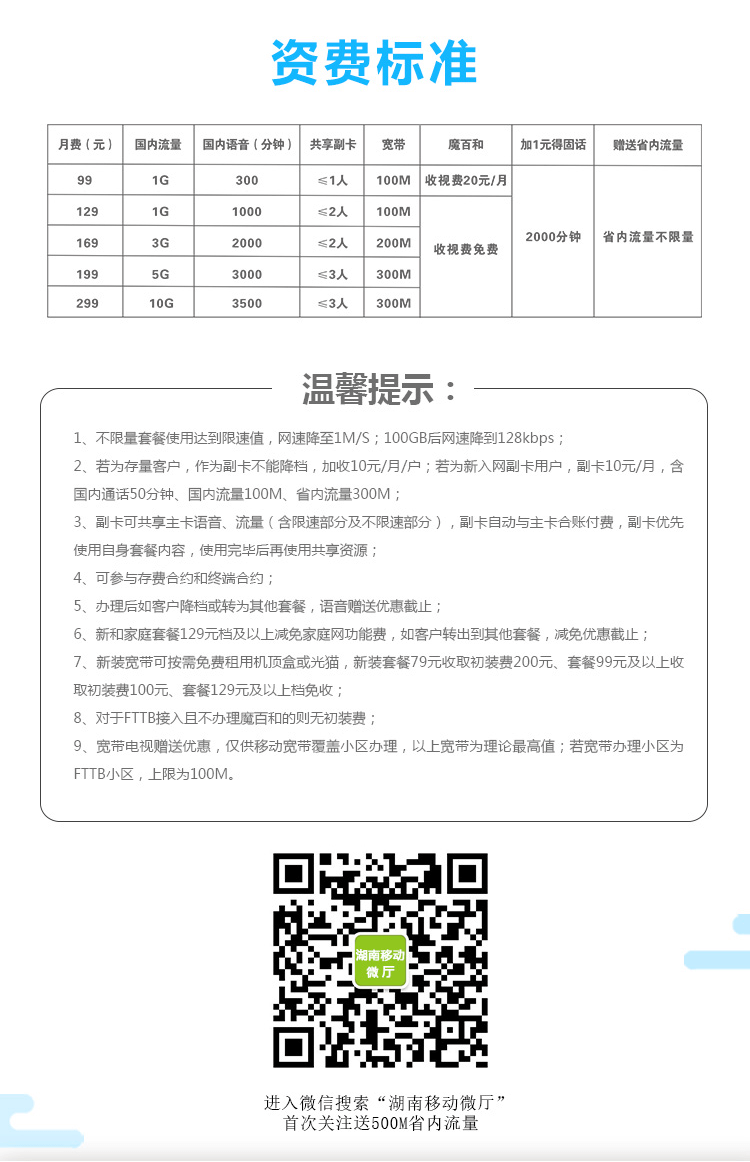 资费标准
月费（元） 国内流量 国内语音（分钟） 共享副卡 宽带 魔百和 加1元得固话 赠送省内流量
99 1G 300 ≤1人 100M 收视费20元/月
129 1G 1000 ≤2人 100M
169 3G 2000 ≤2人 200M 收视费免费 2000分钟 省内流量不限量
199 5G 3000 ≤3人 300M
299 10G 3500 ≤3人 300M
温馨提示：
1、不限量套餐使用达到限速值，网速降至1M/S；100GB后网速降到128kbps；
2、若为存量客户，作为副卡不能降档，加收10元/月/户；若为新入网副卡用户，副卡10元/月，含
国内通话50分钟、国内流量100M、省内流量300M；
3、副卡可共享主卡语音、流量（含限速部分及不限速部分），副卡自动与主卡合账付费，副卡优先
使用自身套餐内容，使用完毕后再使用共享资源；
4、可参与存费合约和终端合约；
5、办理后如客户降档或转为其他套餐，语音赠送优惠截止；
6、新和家庭套餐129元档及以上减免家庭网功能费，如客户转出到其他套餐，减免优惠截止；
7、新装宽带可按需免费租用机顶盒或光猫，新装套餐79元收取初装费200元、套餐99元及以上收
取初装费100元、套餐129元及以上档免收；
8、对于FTTB接入且不办理魔百和的则无初装费；
9、宽带电视赠送优惠，仅供移动宽带覆盖小区办理，以上宽带为理论最高值；若宽带办理小区为
FTTB小区，上限为100M。
湖南移动
微厅
进入微信搜索“湖南移动微厅”
首次关注送500M省内流量